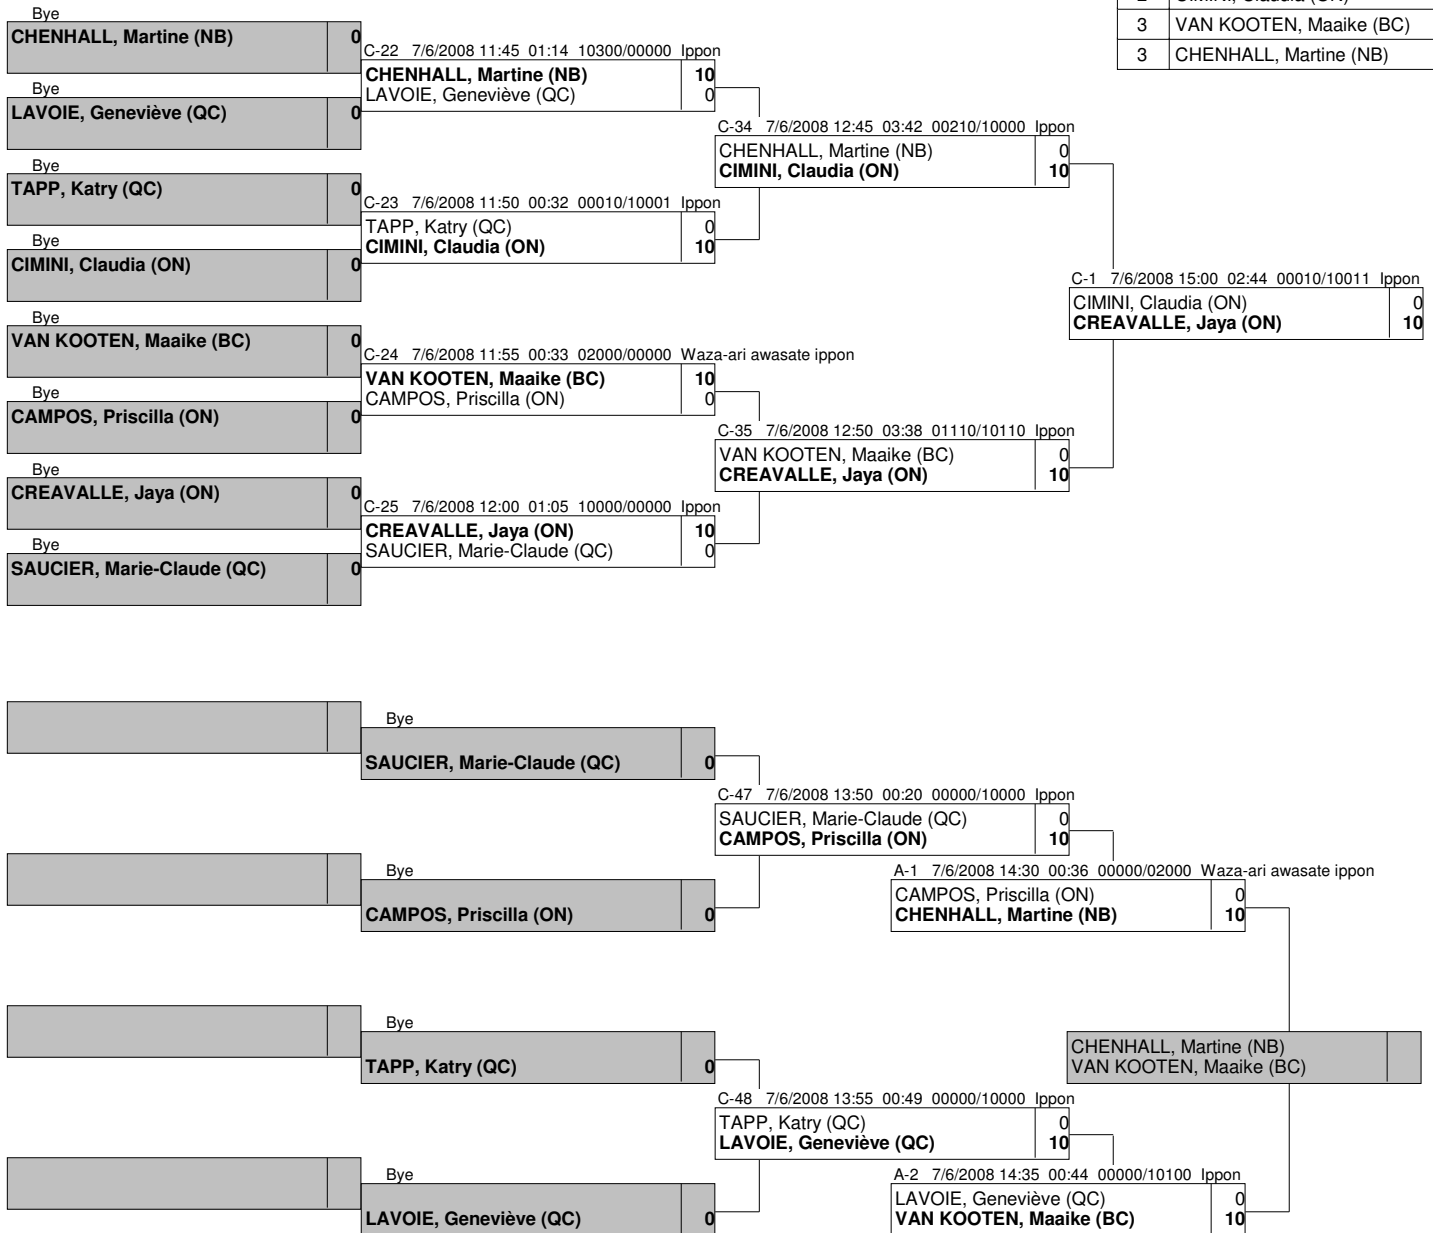 3 VAN KOOTEN, Maaike (BC)
3 CHENHALL, Martine (NB)
Bye
CHENHALL, Martine (NB) 0
Bye
LAVOIE, Geneviève (QC) 0
Bye
TAPP, Katry (QC) 0
Bye
CIMINI, Claudia (ON) 0
Bye
VAN KOOTEN, Maaike (BC) 0
Bye
CAMPOS, Priscilla (ON) 0
Bye
CREAVALLE, Jaya (ON) 0
Bye
SAUCIER, Marie-Claude (QC) 0
C-22 7/6/2008 11:45 01:14 10300/00000 Ippon
CHENHALL, Martine (NB) 10
LAVOIE, Geneviève (QC) 0
C-23 7/6/2008 11:50 00:32 00010/10001 Ippon
TAPP, Katry (QC) 0
CIMINI, Claudia (ON) 10
C-24 7/6/2008 11:55 00:33 02000/00000 Waza-ari awasate ippon
VAN KOOTEN, Maaike (BC) 10
CAMPOS, Priscilla (ON) 0
C-25 7/6/2008 12:00 01:05 10000/00000 Ippon
CREAVALLE, Jaya (ON) 10
SAUCIER, Marie-Claude (QC) 0
C-34 7/6/2008 12:45 03:42 00210/10000 Ippon
CHENHALL, Martine (NB) 0
CIMINI, Claudia (ON) 10
C-35 7/6/2008 12:50 03:38 01110/10110 Ippon
VAN KOOTEN, Maaike (BC) 0
CREAVALLE, Jaya (ON) 10
C-1 7/6/2008 15:00 02:44 00010/10011 Ippon
CIMINI, Claudia (ON) 0
CREAVALLE, Jaya (ON) 10
Bye
SAUCIER, Marie-Claude (QC) 0
Bye
CAMPOS, Priscilla (ON) 0
Bye
TAPP, Katry (QC) 0
Bye
LAVOIE, Geneviève (QC) 0
C-47 7/6/2008 13:50 00:20 00000/10000 Ippon
SAUCIER, Marie-Claude (QC) 0
CAMPOS, Priscilla (ON) 10
C-48 7/6/2008 13:55 00:49 00000/10000 Ippon
TAPP, Katry (QC) 0
LAVOIE, Geneviève (QC) 10
A-1 7/6/2008 14:30 00:36 00000/02000 Waza-ari awasate ippon
CAMPOS, Priscilla (ON) 0
CHENHALL, Martine (NB) 10
A-2 7/6/2008 14:35 00:44 00000/10100 Ippon
LAVOIE, Geneviève (QC) 0
VAN KOOTEN, Maaike (BC) 10
CHENHALL, Martine (NB)
VAN KOOTEN, Maaike (BC)